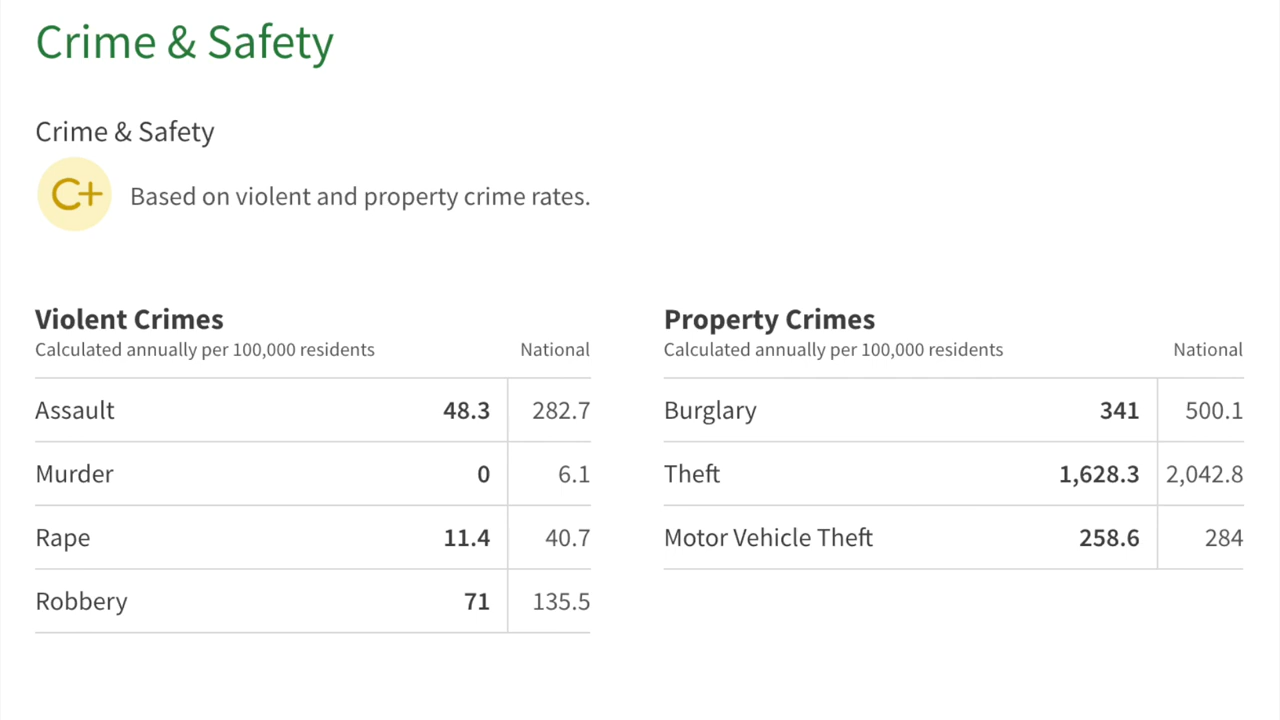 Crime & Safety
Crime & Safety
C+ Based on violent and property crime rates.
Violent Crimes
Calculated annually per 100,000 residents National
Assault 48.3 282.7
Murder 0 6.1
Rape 11.4 40.7
Robbery 71 135.5
Property Crimes
Calculated annually per 100,000 residents National
Burglary 341 500.1
Theft 1,628.3 2,042.8
Motor Vehicle Theft 258.6 284